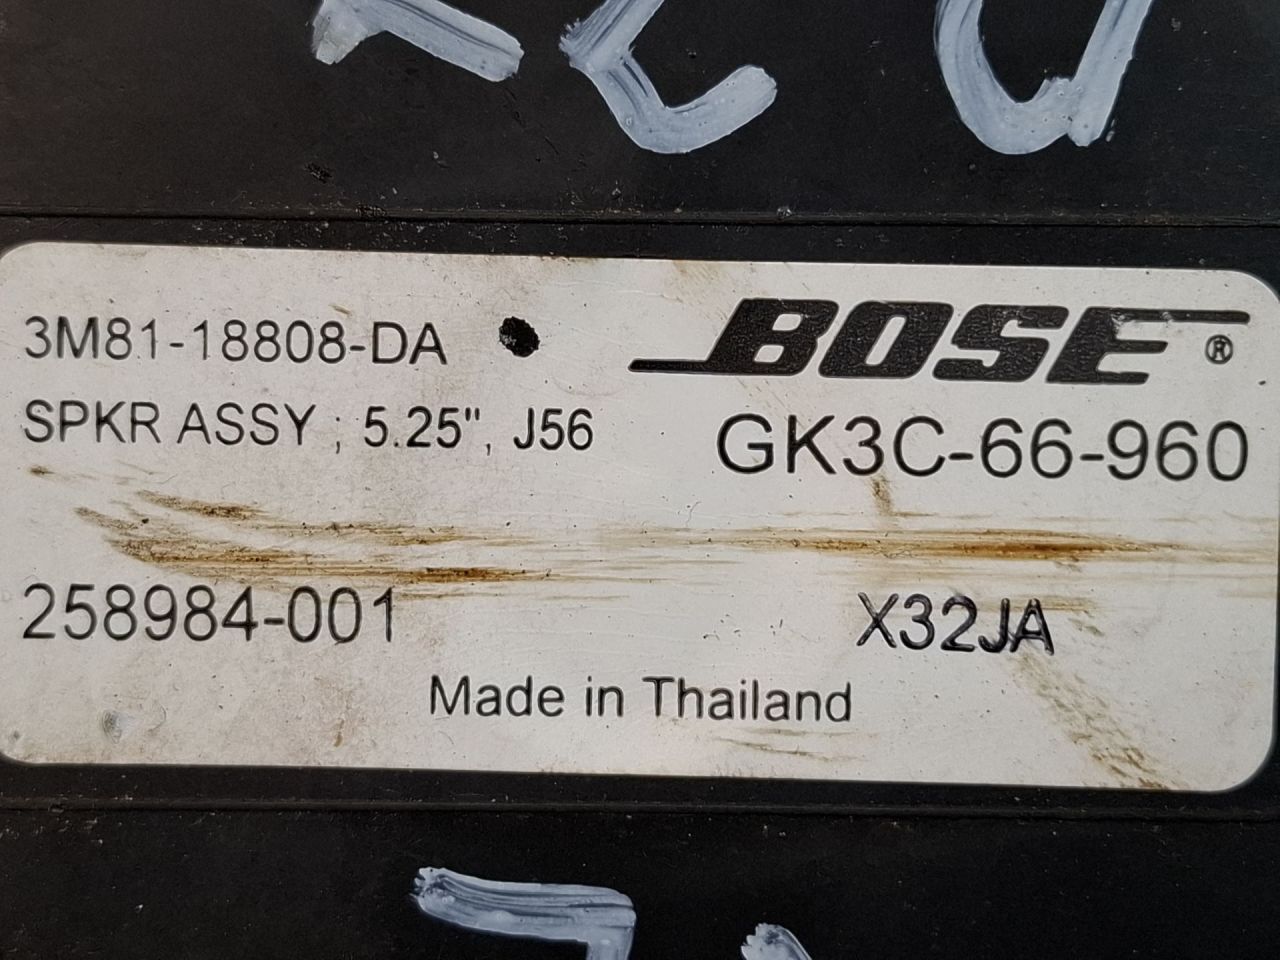 3M81-18808-DA
BOSE®
SPKR ASSY ; 5.25", J56
GK3C-66-960
258984-001
X32JA
Made in Thailand